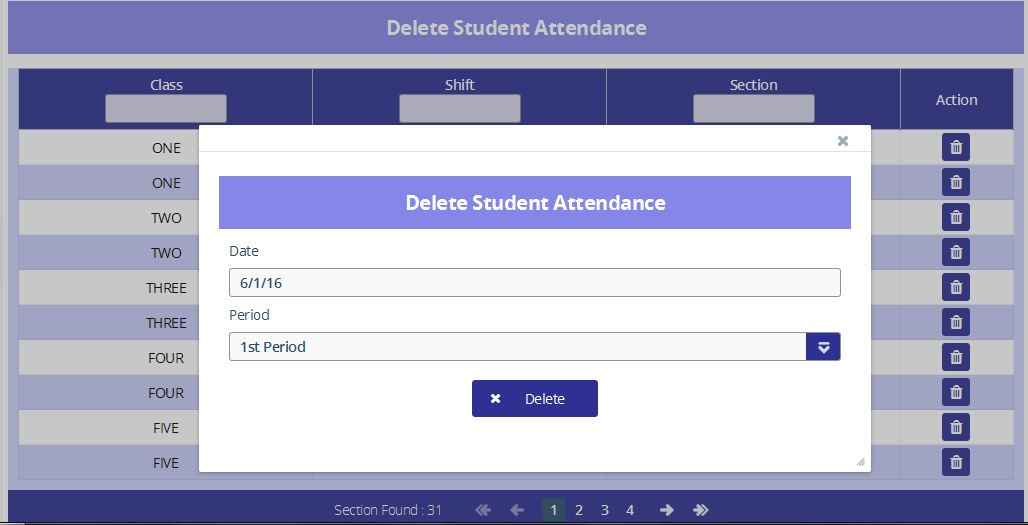 Delete Student Attendance
Class Shift Section Action
ONE
ONE
TWO
TWO
THREE
THREE
FOUR
FOUR
FIVE
FIVE
Delete Student Attendance
Date
6/1/16
Period
1st Period
Delete
Section Found : 31 1 2 3 4